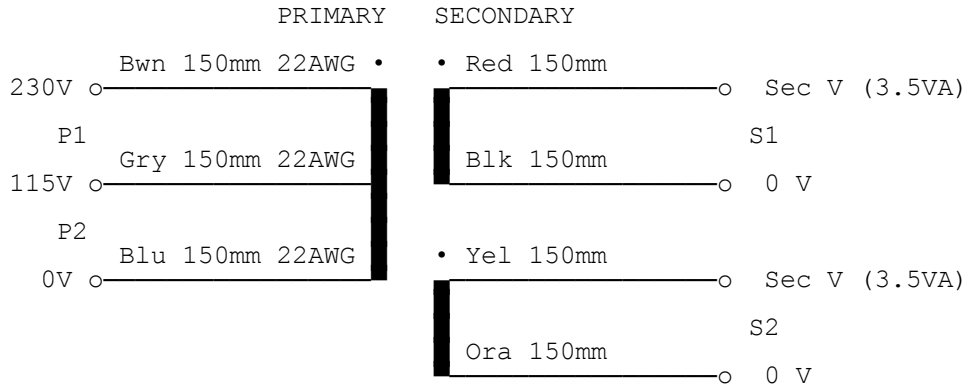 PRIMARY SECONDARY
Bwn 150mm 22AWG • • Red 150mm
230V Sec V (3.5VA)
P1 S1
Gry 150mm 22AWG Blk 150mm
115V 0 V
P2
Blu 150mm 22AWG • Yel 150mm
0V Sec V (3.5VA)
S2
Ora 150mm
0 V